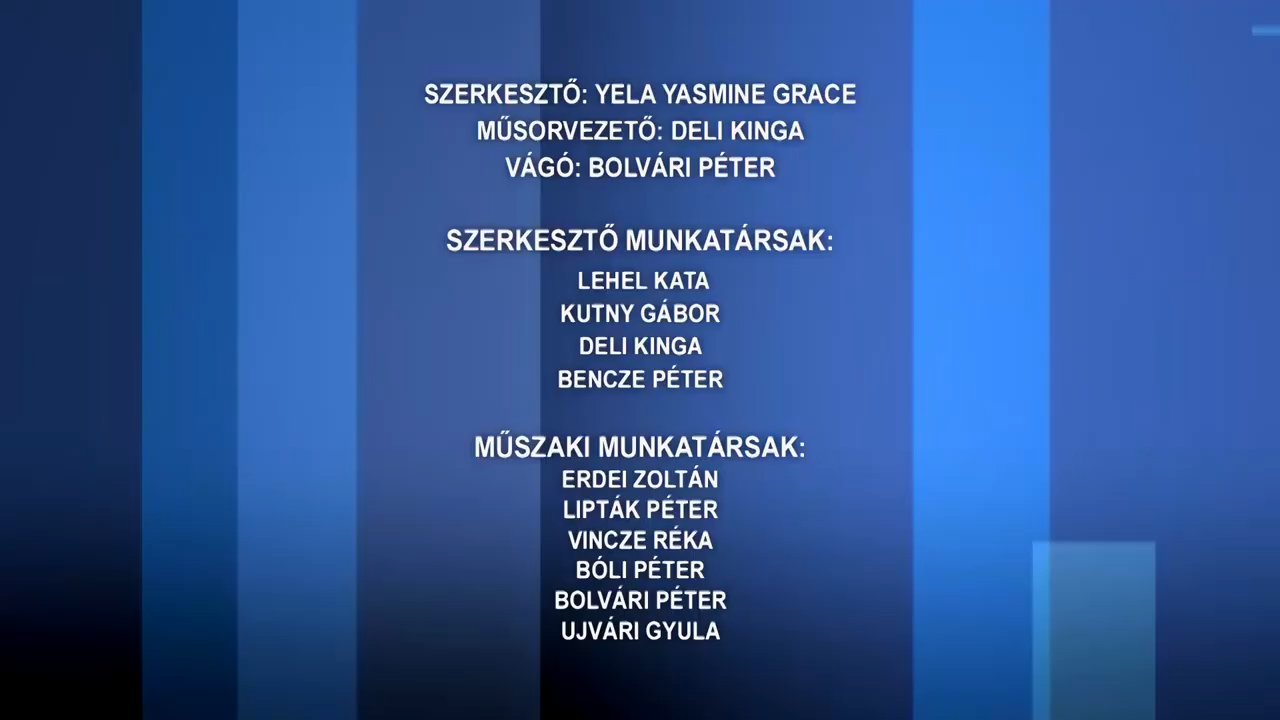 SZERKESZTŐ: YELA YASMINE GRACE
MŰSORVEZETŐ: DELI KINGA
VÁGÓ: BOLVÁRI PÉTER
SZERKESZTŐ MUNKATÁRSAK:
LEHEL KATA
KUTNY GÁBOR
DELI KINGA
BENCZE PÉTER
MŰSZAKI MUNKATÁRSAK:
ERDEI ZOLTÁN
LIPTÁK PÉTER
VINCZE RÉKA
BÓLI PÉTER
BOLVÁRI PÉTER
UJVÁRI GYULA